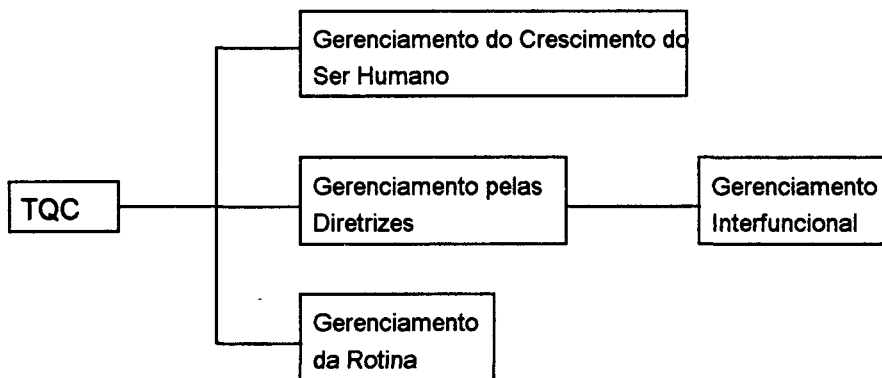 Gerenciamento do Crescimento do
Ser Humano
TQC
Gerenciamento pelas
Diretrizes
Gerenciamento
Interfuncional
Gerenciamento
da Rotina